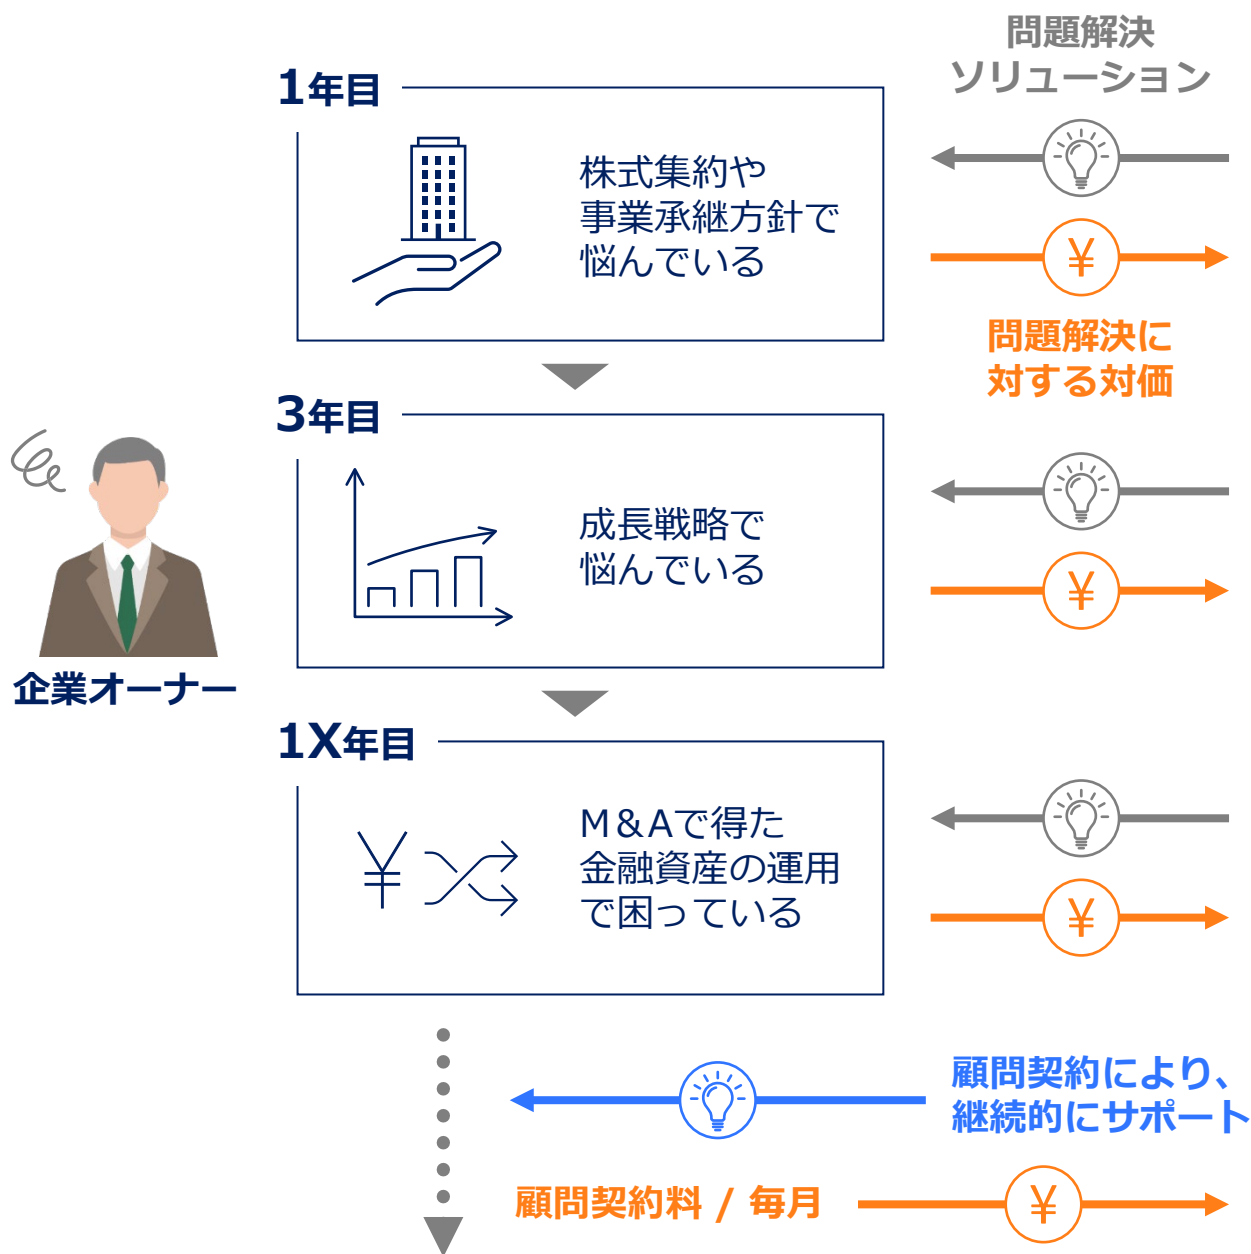 問題解決
ソリューション
1年目
株式集約や
事業承継方針で
悩んでいる
¥
問題解決に
対する対価
3年目
成長戦略で
悩んでいる
¥
企業オーナー
1X年目
¥
M&Aで得た
金融資産の運用
で困っている
¥
顧問契約により、
継続的にサポート
顧問契約料 / 毎月
¥